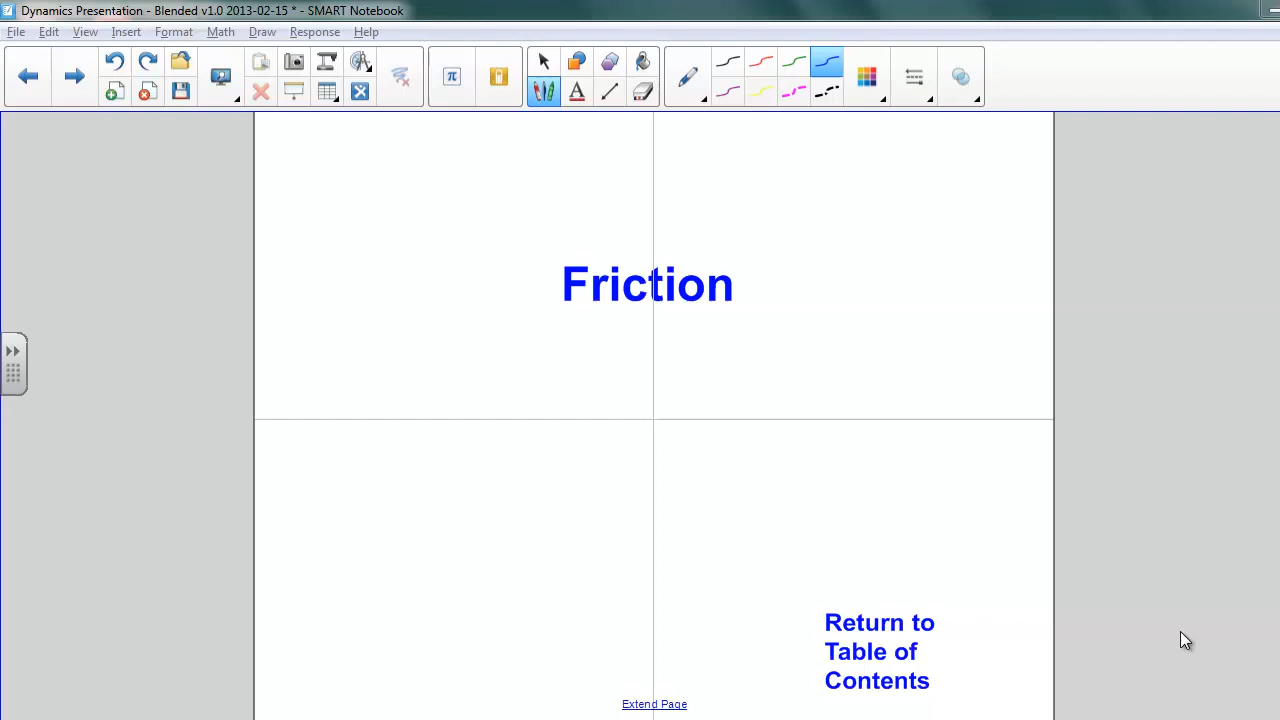 Dynamics Presentation - Blended v1.0 2013-02-15 * - SMART Notebook
File Edit View Insert Format Math Draw Response Help
π
A
Friction
Return to
Table of
Contents
Extend Page